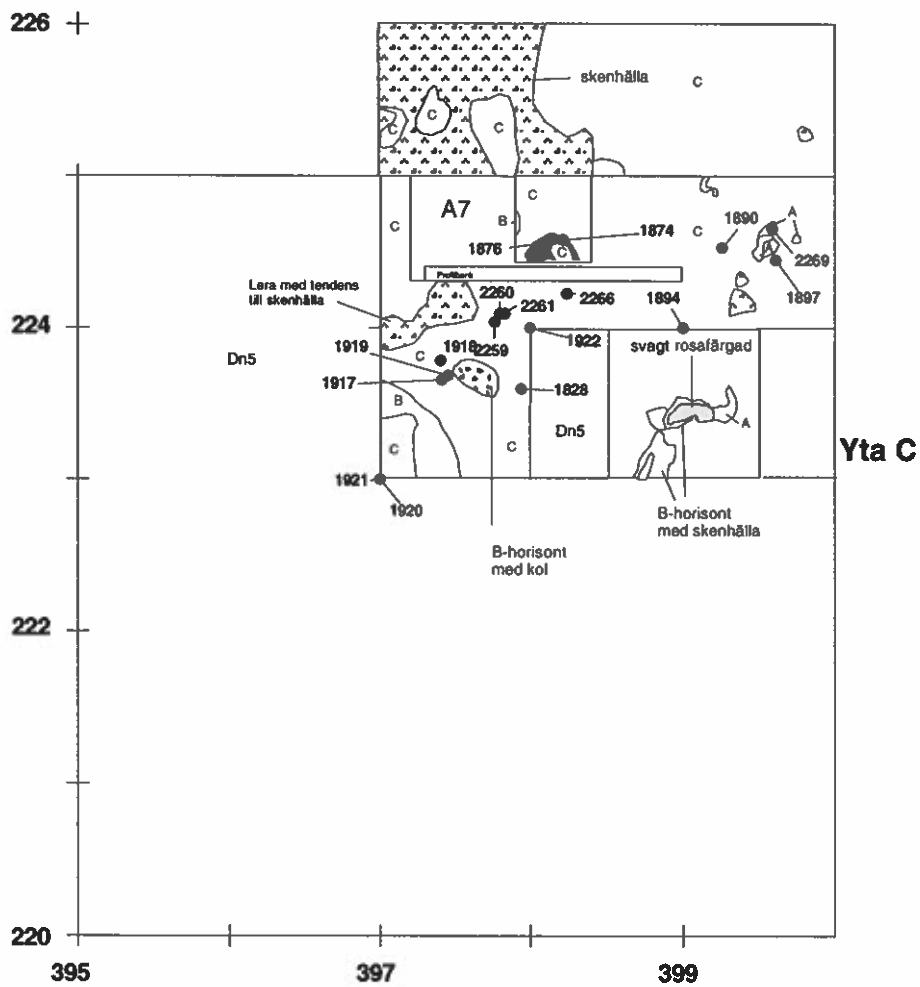 226
skenhälla
C
C
C
C
C
A7
B
C
C
1890
A
1874
1876
C
A
2269
1897
Profilbank
Lera med tendens
till skenhälla
2260
2261
2266
1894
224
Dn5
1919
1918
2259
1922
svagt rosafärgad
C
1917
1828
B
Dn5
A
C
C
Yta C
1921
1920
B-horisont
med skenhälla
B-horisont
med kol
222
220
395
397
399